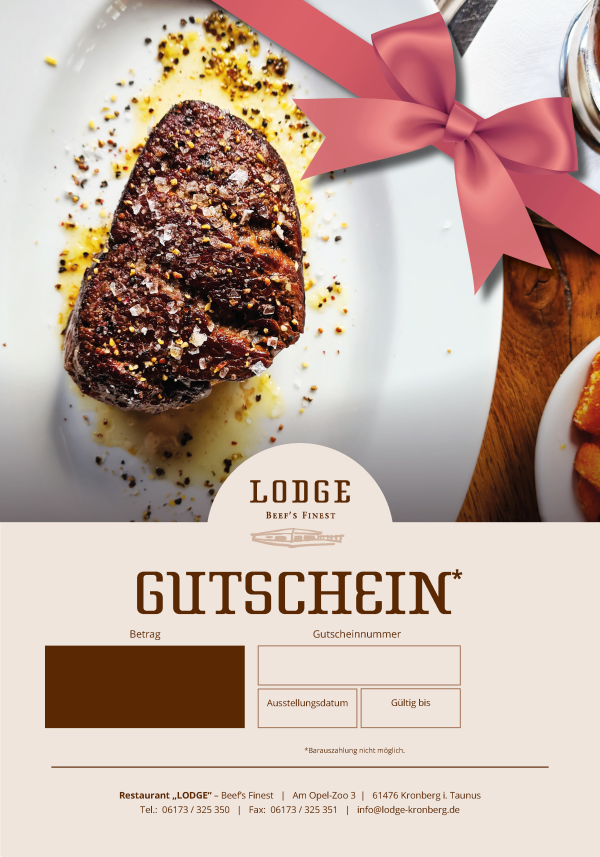 LODGE
Beef's Finest
GUTSCHEIN*
Betrag
Gutscheinnummer
Ausstellungsdatum
Gültig bis
*Barauszahlung nicht möglich.
Restaurant „LODGE“ – Beef's Finest | Am Opel-Zoo 3 | 61476 Kronberg i. Taunus
Tel.: 06173 / 325 350 | Fax: 06173 / 325 351 | info@lodge-kronberg.de